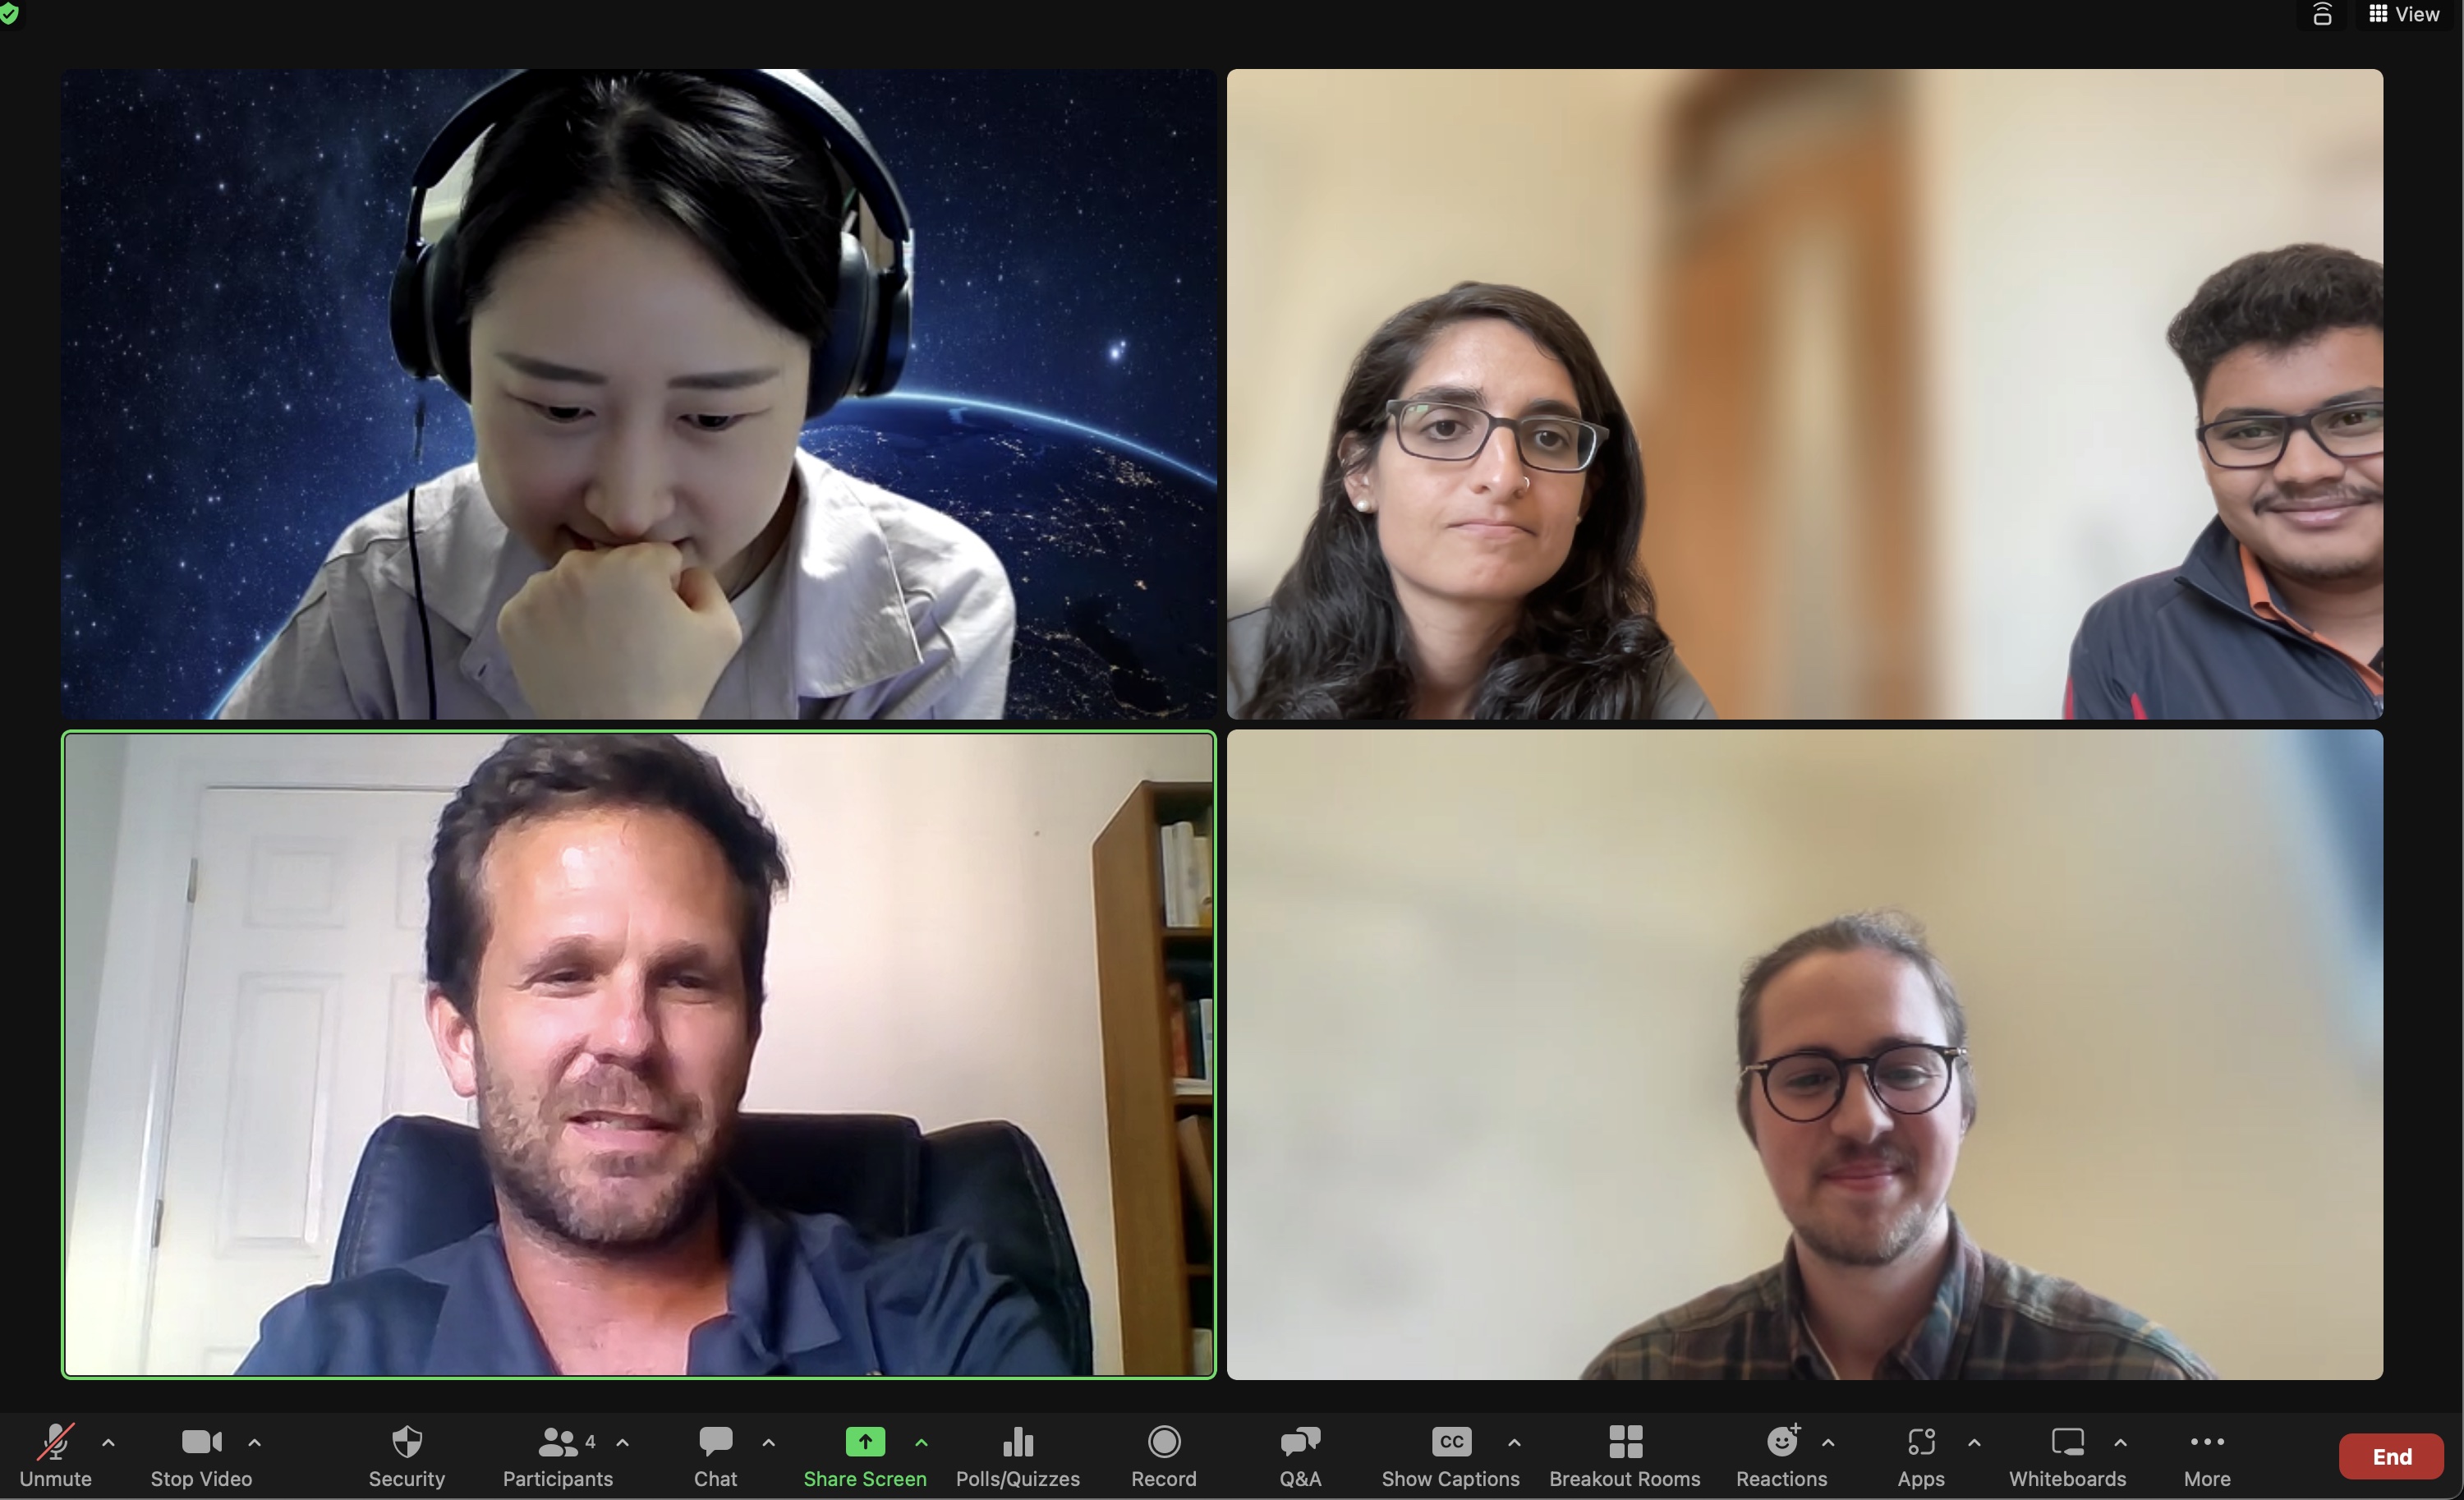 View
4
CC
Unmute
Stop Video
Security
Participants
Chat
Share Screen
Polls/Quizzes
Record
Q&A
Show Captions
Breakout Rooms
Reactions
Apps
Whiteboards
More
End